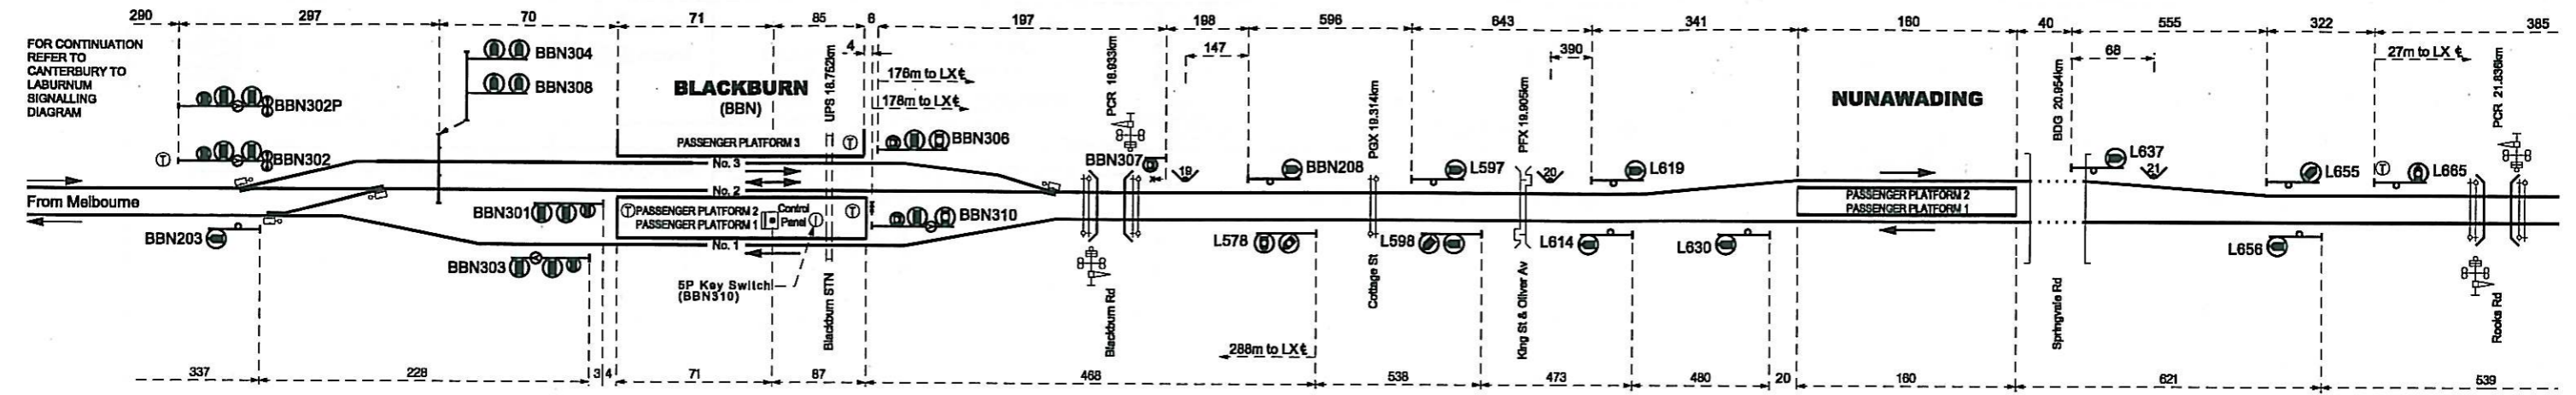 290
297
70
71
85
6
197
198
596
643
341
160
40
555
322
385
FOR CONTINUATION
REFER TO
CANTERBURY TO
LABURNUM
SIGNALLING
DIAGRAM
BBN304
BBN308
BLACKBURN
(BBN)
4
UPS 18.752km
176m to LX
178m to LX
PCR 18.933km
147
390
68
27m to LX
PCR 21.836km
NUNAWADING
BBN302P
T
BBN302
PASSENGER PLATFORM 3
T
BBN306
BBN307
19
BBN208
PGX 19.314km
L597
PFX 19.905km
20
L619
BDG 20.954km
L637
21
L655
T
L665
No. 3
No. 2
From Melbourne
BBN301
T
PASSENGER PLATFORM 2
PASSENGER PLATFORM 1
Control
Panel
T
BBN310
PASSENGER PLATFORM 2
PASSENGER PLATFORM 1
BBN203
No. 1
L578
L598
L614
L630
L656
BBN303
5P Key Switch
(BBN310)
Blackburn STN
Blackburn Rd
Cottage St
King St & Oliver Av
Springvale Rd
Rooks Rd
288m to LX
337
228
3
4
71
87
468
538
473
480
20
160
621
539